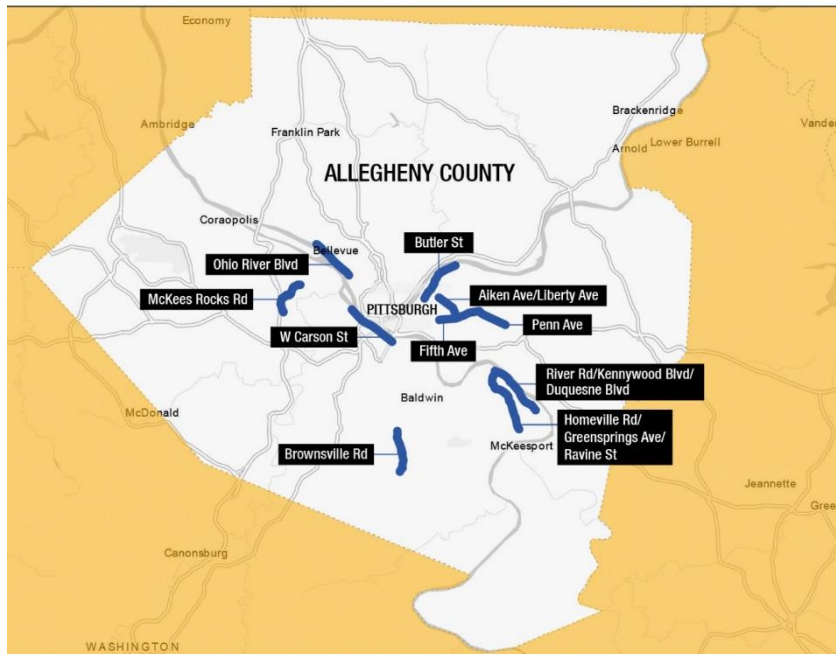 Economy
Brackenridge
Vander
Ambridge
Franklin Park
Arnold
Lower Burrell
ALLEGHENY COUNTY
Coraopolis
Butler St
Bellevue
Ohio River Blvd
Aiken Ave/Liberty Ave
McKees Rocks Rd
PITTSBURGH
Penn Ave
W Carson St
Fifth Ave
River Rd/Kennywood Blvd/
Duquesne Blvd
Baldwin
McDonald
Homeville Rd/
Greensprings Ave/
Ravine St
McKeesport
Brownsville Rd
Jeannette
Gree
Canonsburg
WASHINGTON